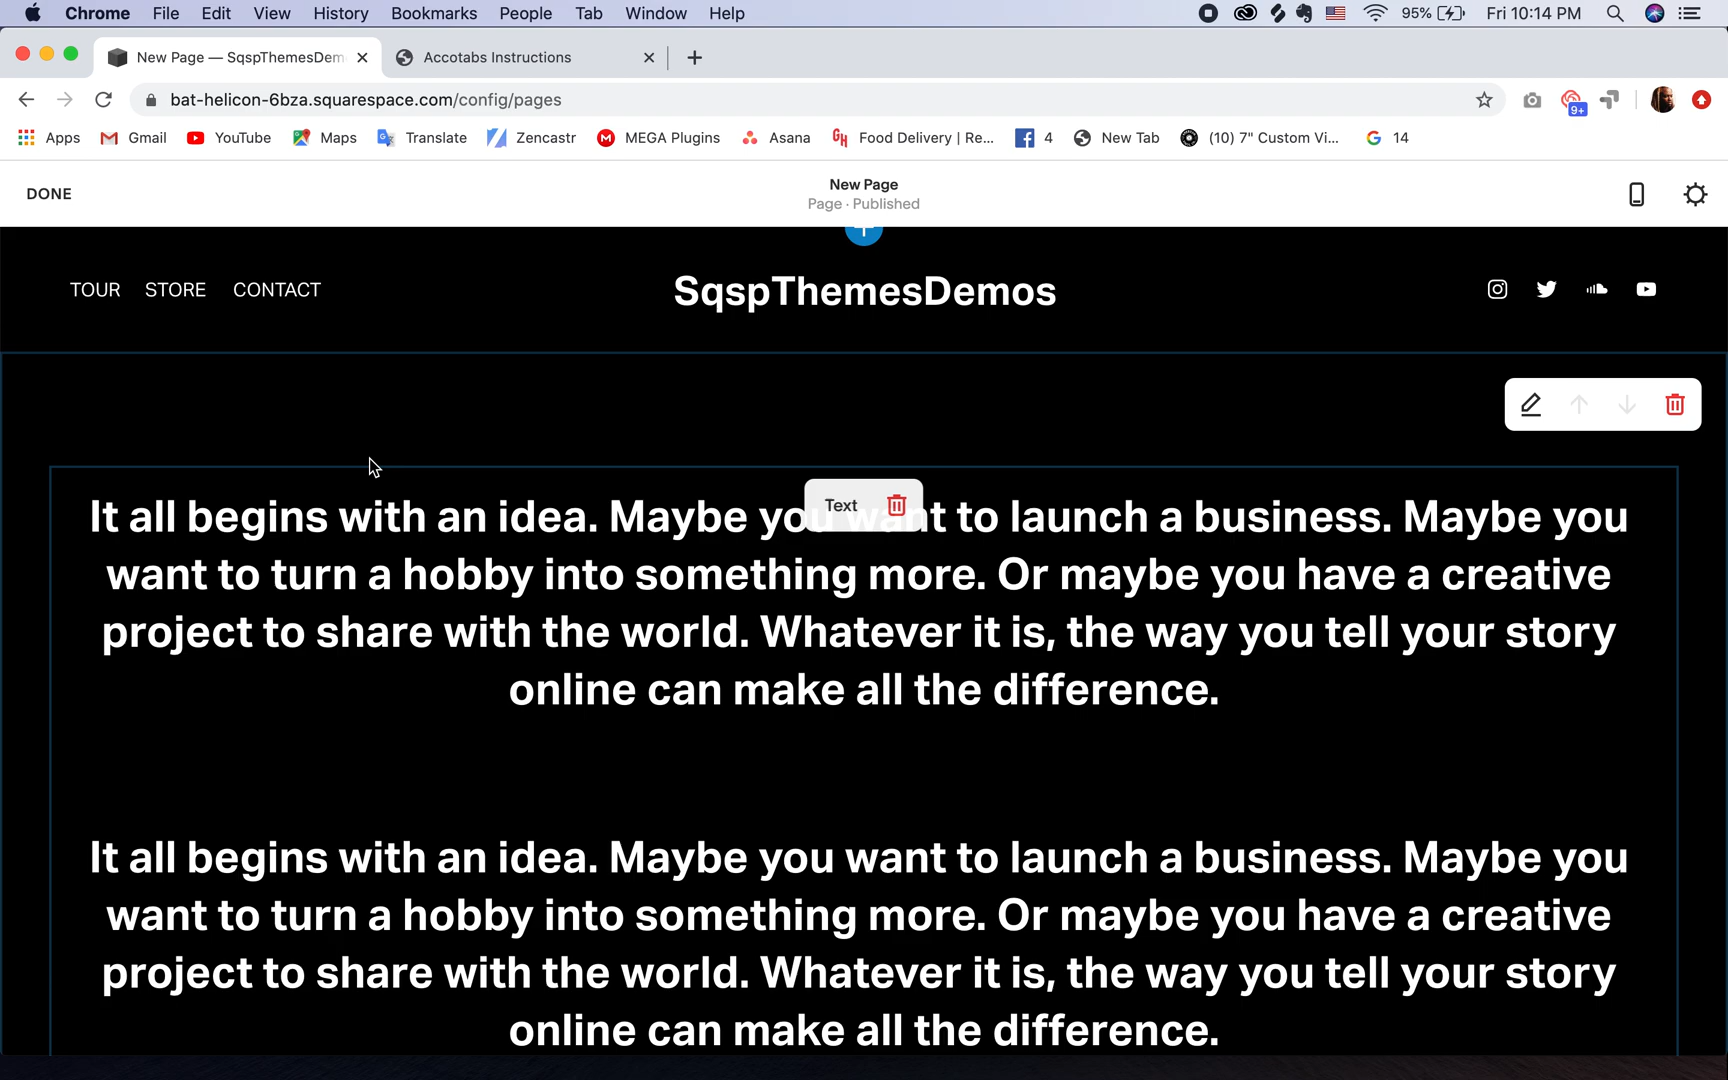 Chrome File Edit View History Bookmarks People Tab Window Help 95% Fri 10:14 PM
New Page — SqspThemesDem Accotabs Instructions
bat-helicon-6bza.squarespace.com/config/pages 9+
Apps Gmail YouTube Maps Translate Zencastr MEGA Plugins Asana Food Delivery | Re... 4 New Tab (10) 7" Custom Vi... 14
DONE
New Page
Page · Published
TOUR STORE CONTACT SqspThemesDemos
Text
It all begins with an idea. Maybe you want to launch a business. Maybe you
want to turn a hobby into something more. Or maybe you have a creative
project to share with the world. Whatever it is, the way you tell your story
online can make all the difference.
It all begins with an idea. Maybe you want to launch a business. Maybe you
want to turn a hobby into something more. Or maybe you have a creative
project to share with the world. Whatever it is, the way you tell your story
online can make all the difference.